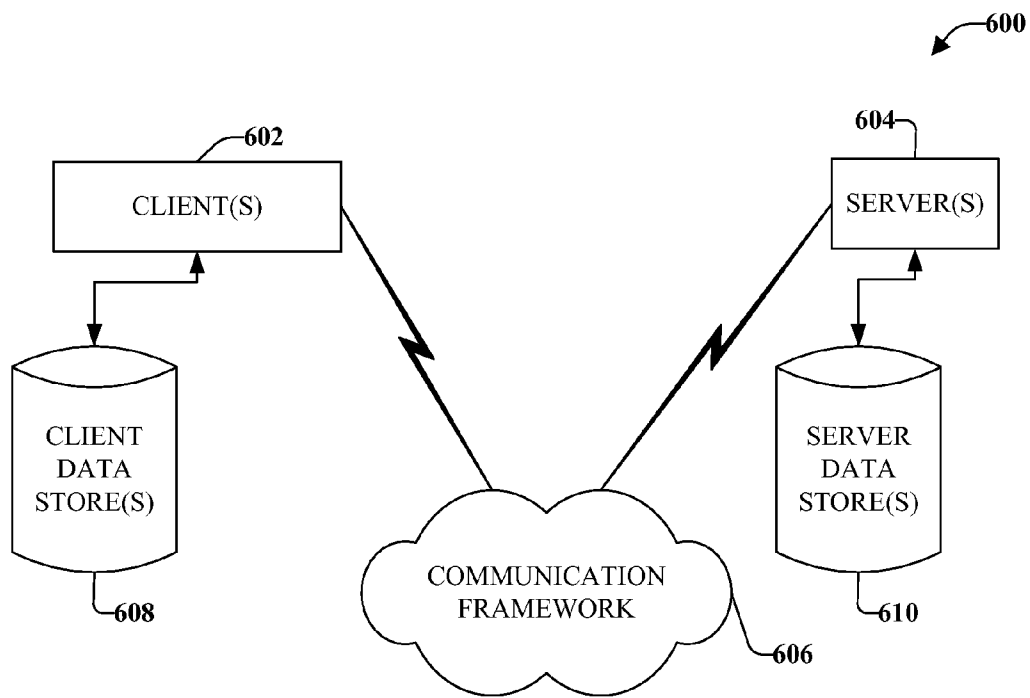 600
602
604
CLIENT(S)
SERVER(S)
CLIENT
DATA
STORE(S)
SERVER
DATA
STORE(S)
COMMUNICATION
FRAMEWORK
608
610
606